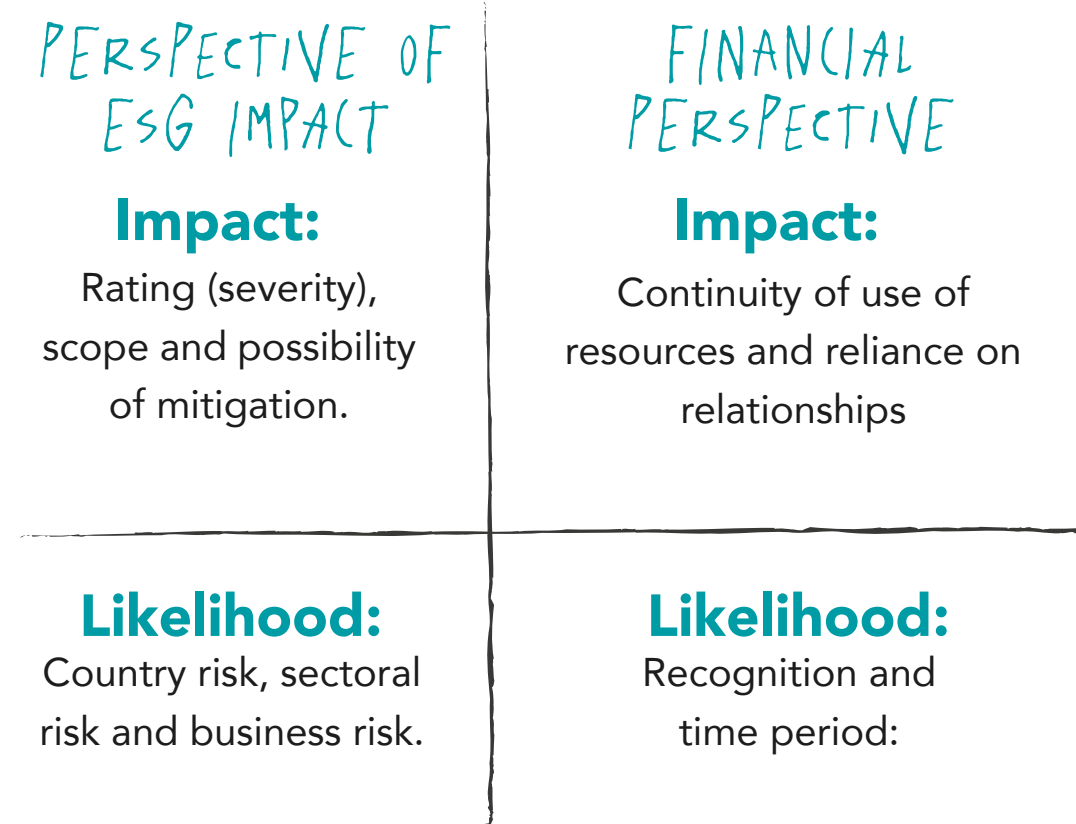 PERSPECTIVE OF
ESG IMPACT
Impact:
Rating (severity),
scope and possibility
of mitigation.
FINANCIAL
PERSPECTIVE
Impact:
Continuity of use of
resources and reliance on
relationships
Likelihood:
Country risk, sectoral
risk and business risk.
Likelihood:
Recognition and
time period: